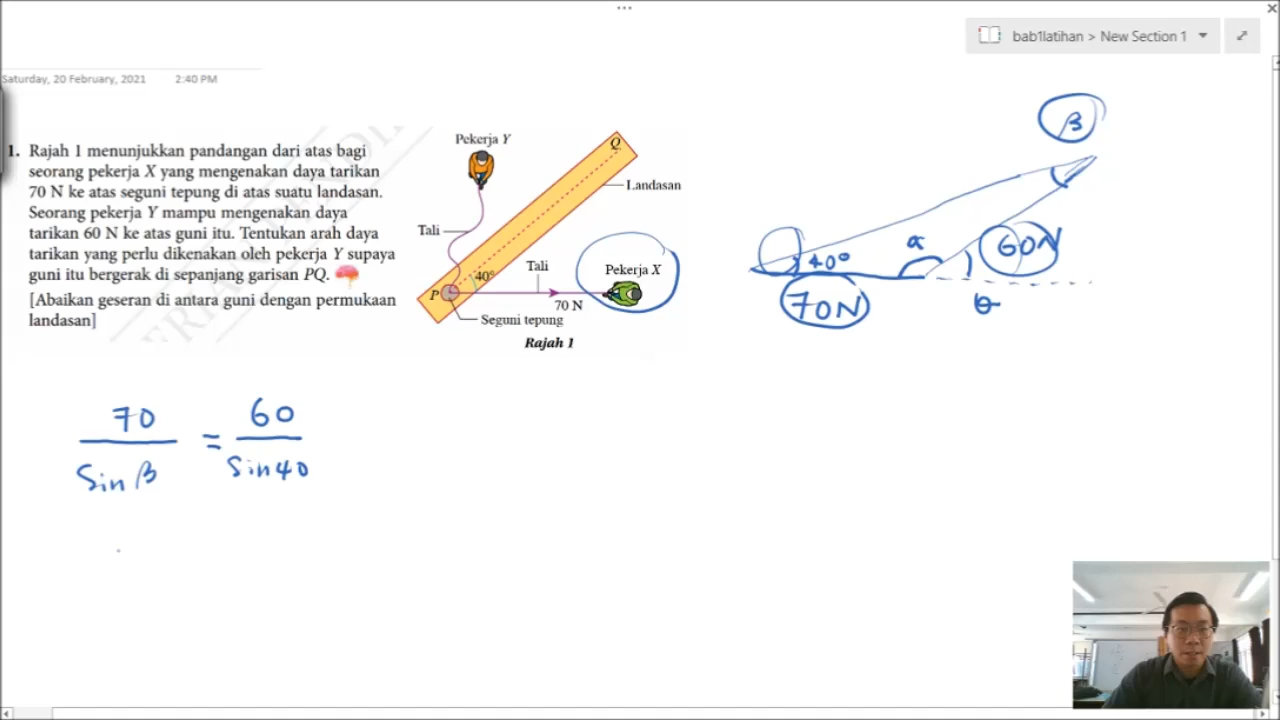 bab1latihan > New Section 1
Saturday, 20 February, 2021 2:40 PM
1. Rajah 1 menunjukkan pandangan dari atas bagi
seorang pekerja X yang mengenakan daya tarikan
70 N ke atas seguni tepung di atas suatu landasan.
Seorang pekerja Y mampu mengenakan daya
tarikan 60 N ke atas guni itu. Tentukan arah daya
tarikan yang perlu dikenakan oleh pekerja Y supaya
guni itu bergerak di sepanjang garisan PQ.
[Abaikan geseran di antara guni dengan permukaan
landasan]
Pekerja Y
Q
Landasan
Tali
40°
Tali
Pekerja X
P
70 N
Seguni tepung
Rajah 1
β
40°
α
60N
70N
θ
70 = 60
sin β sin 40